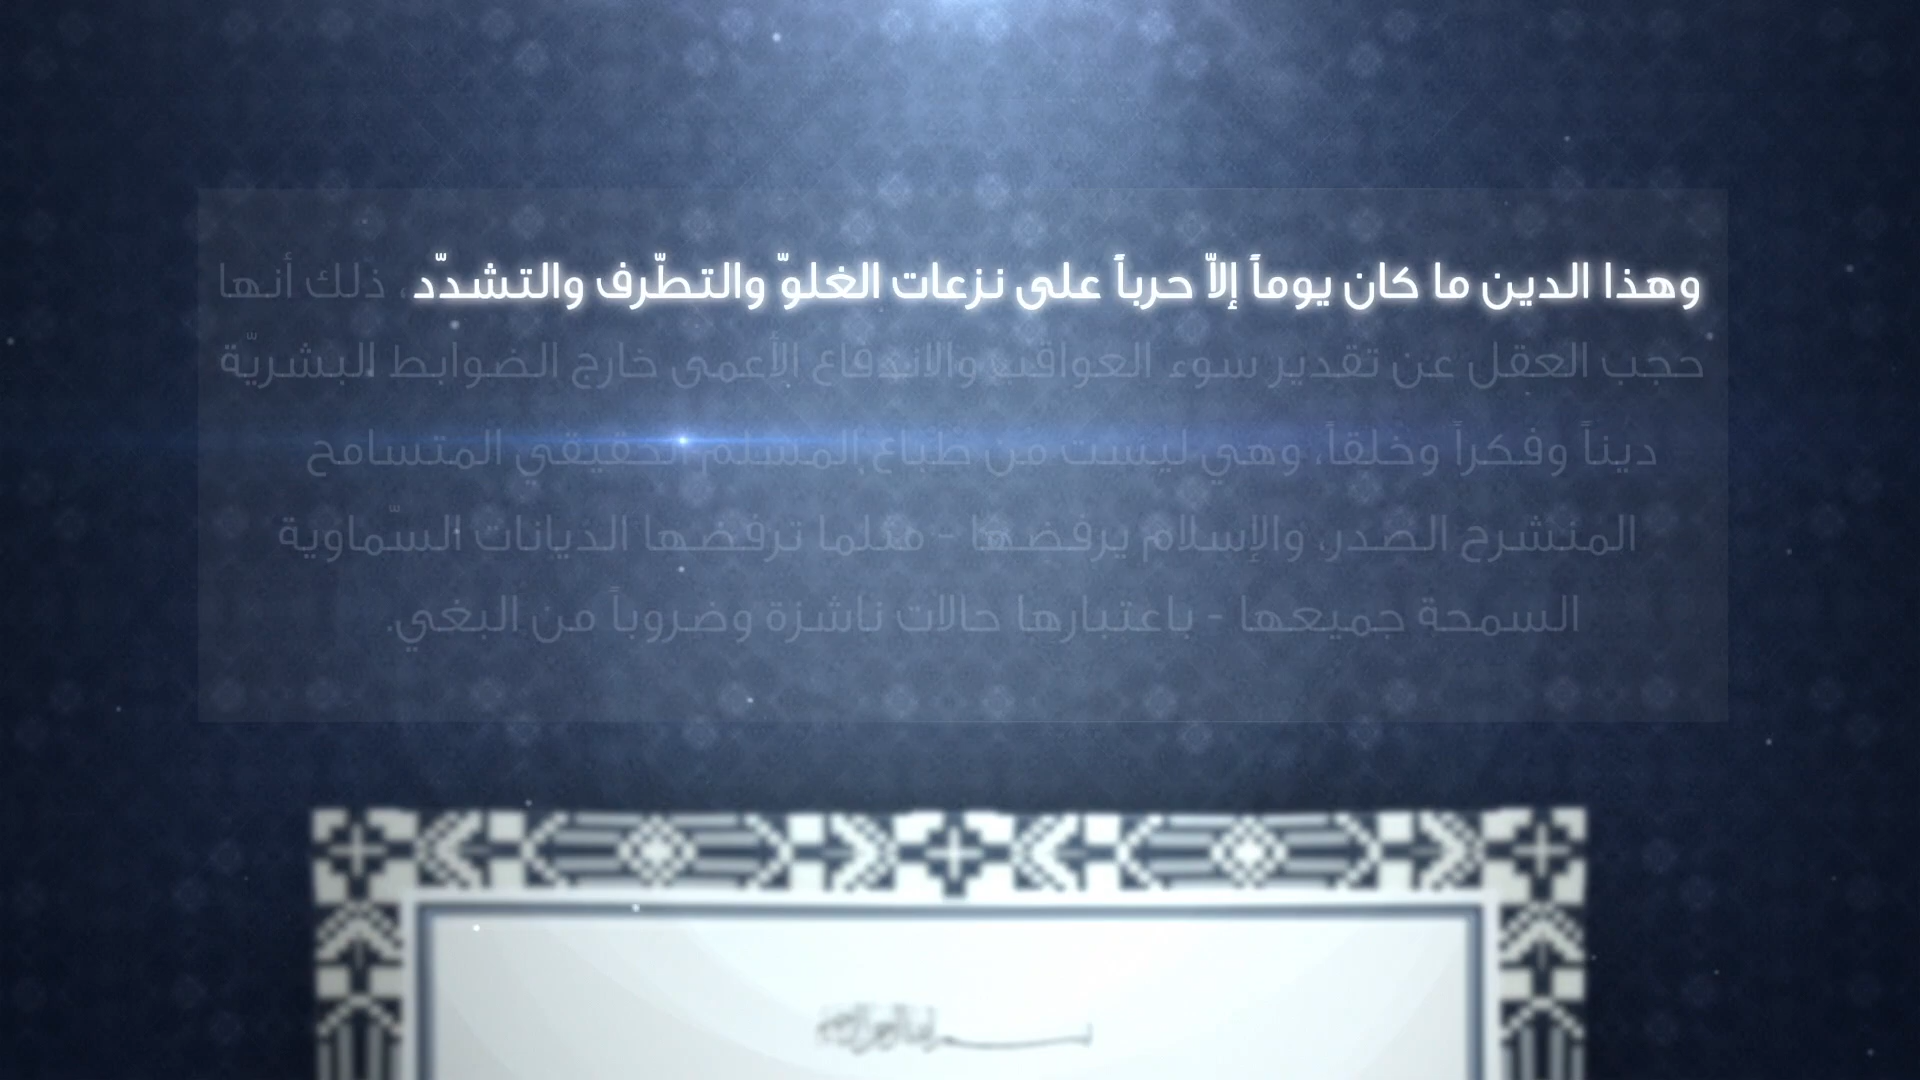 وهذا الدين ما كان يوماً إلاّ حرباً على نزعات الغلوّ والتطّرف والتشدّد، ذلك أنها
حجب العقل عن تقدير سوء العواقب والاندفاع الأعمى خارج الضوابط البشريّة
ديناً وفكراً وخلقاً، وهي ليست من طباع المسلم الحقيقي المتسامح
المنشرح الصدر، والإسلام يرفضها - مثلما ترفضها الديانات السّماوية
السمحة جميعها - باعتبارها حالات ناشزة وضروباً من البغي.